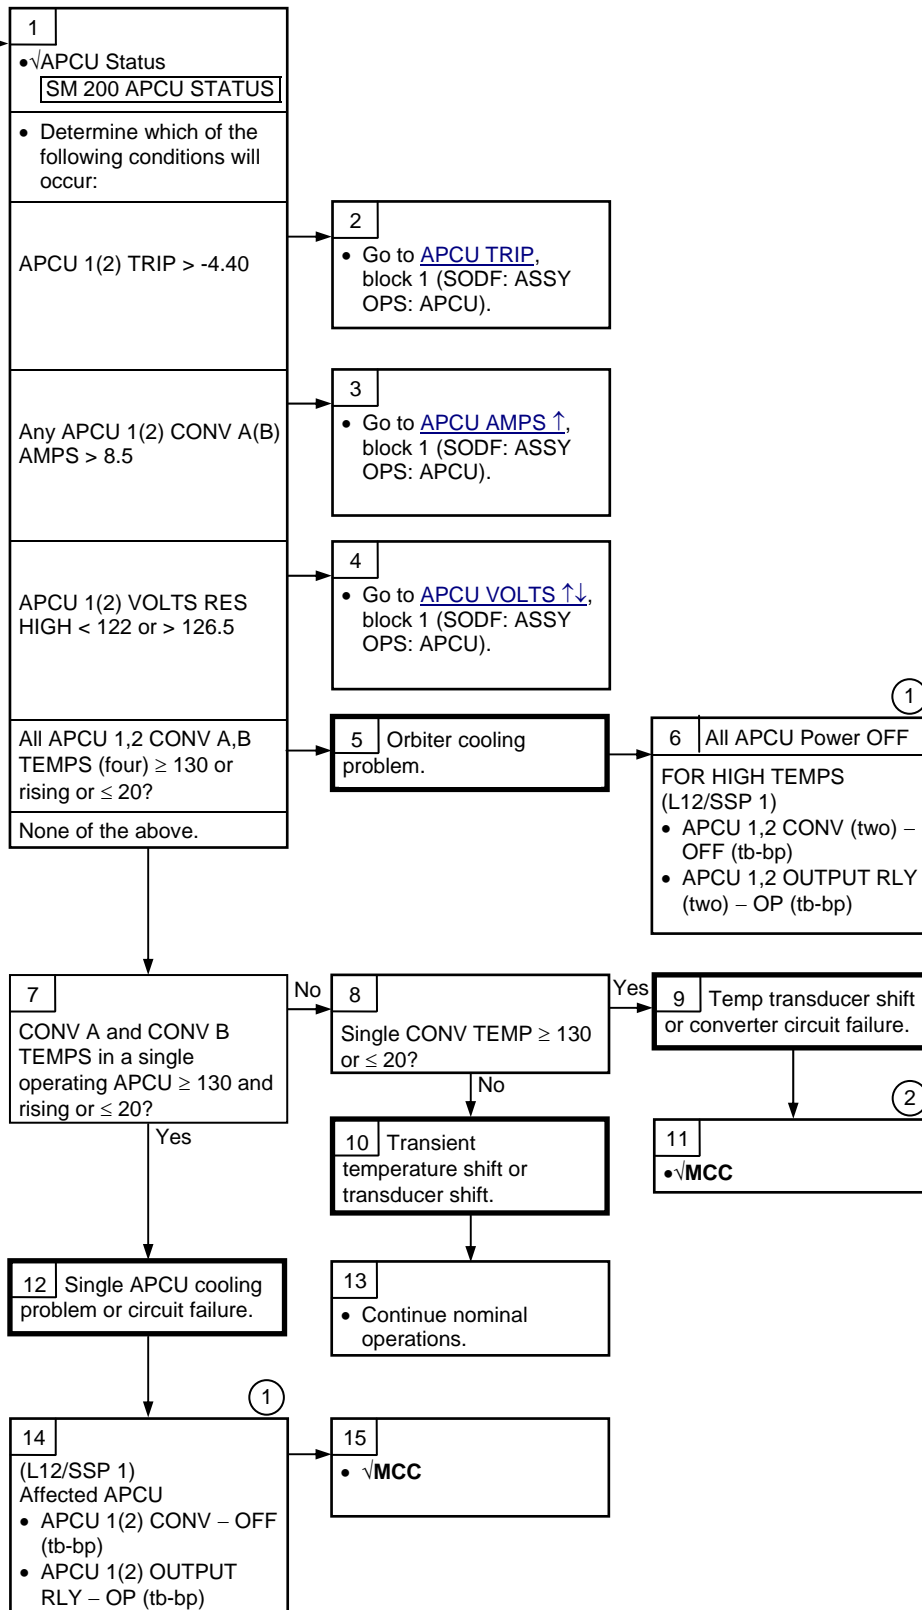 1
•√APCU Status
SM 200 APCU STATUS
• Determine which of the
following conditions will
occur:
APCU 1(2) TRIP > -4.40
2
• Go to APCU TRIP,
block 1 (SODF: ASSY
OPS: APCU).
Any APCU 1(2) CONV A(B)
AMPS > 8.5
3
• Go to APCU AMPS ↑,
block 1 (SODF: ASSY
OPS: APCU).
APCU 1(2) VOLTS RES
HIGH < 122 or > 126.5
4
• Go to APCU VOLTS ↑↓,
block 1 (SODF: ASSY
OPS: APCU).
All APCU 1,2 CONV A,B
TEMPS (four) ≥ 130 or
rising or ≤ 20?
None of the above.
5 Orbiter cooling
problem.
1
6 All APCU Power OFF
FOR HIGH TEMPS
(L12/SSP 1)
• APCU 1,2 CONV (two) –
OFF (tb-bp)
• APCU 1,2 OUTPUT RLY
(two) – OP (tb-bp)
7
CONV A and CONV B
TEMPS in a single
operating APCU ≥ 130 and
rising or ≤ 20?
No
Yes
8
Single CONV TEMP ≥ 130
or ≤ 20?
Yes
No
9 Temp transducer shift
or converter circuit failure.
10 Transient
temperature shift or
transducer shift.
2
11
•√MCC
12 Single APCU cooling
problem or circuit failure.
13
• Continue nominal
operations.
1
14
(L12/SSP 1)
Affected APCU
• APCU 1(2) CONV – OFF
(tb-bp)
• APCU 1(2) OUTPUT
RLY – OP (tb-bp)
15
• √MCC